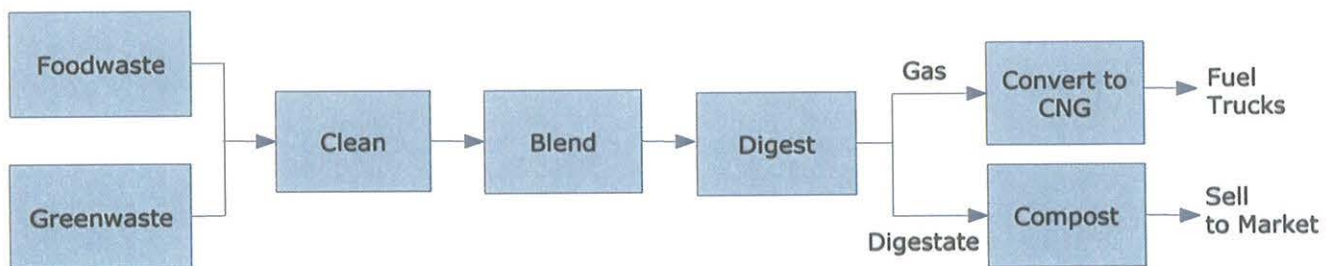 Foodwaste
Greenwaste
Clean
Blend
Digest
Gas
Convert to
CNG
Fuel
Trucks
Digestate
Compost
Sell
to Market